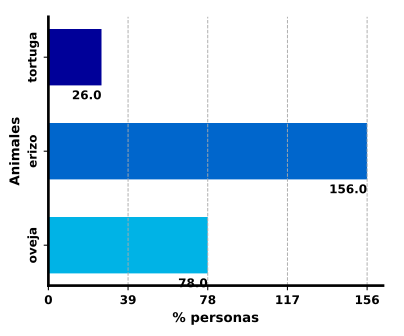 Animales
tortuga
26.0
erizo
156.0
oveja
78.0
0 39 78 117 156
% personas